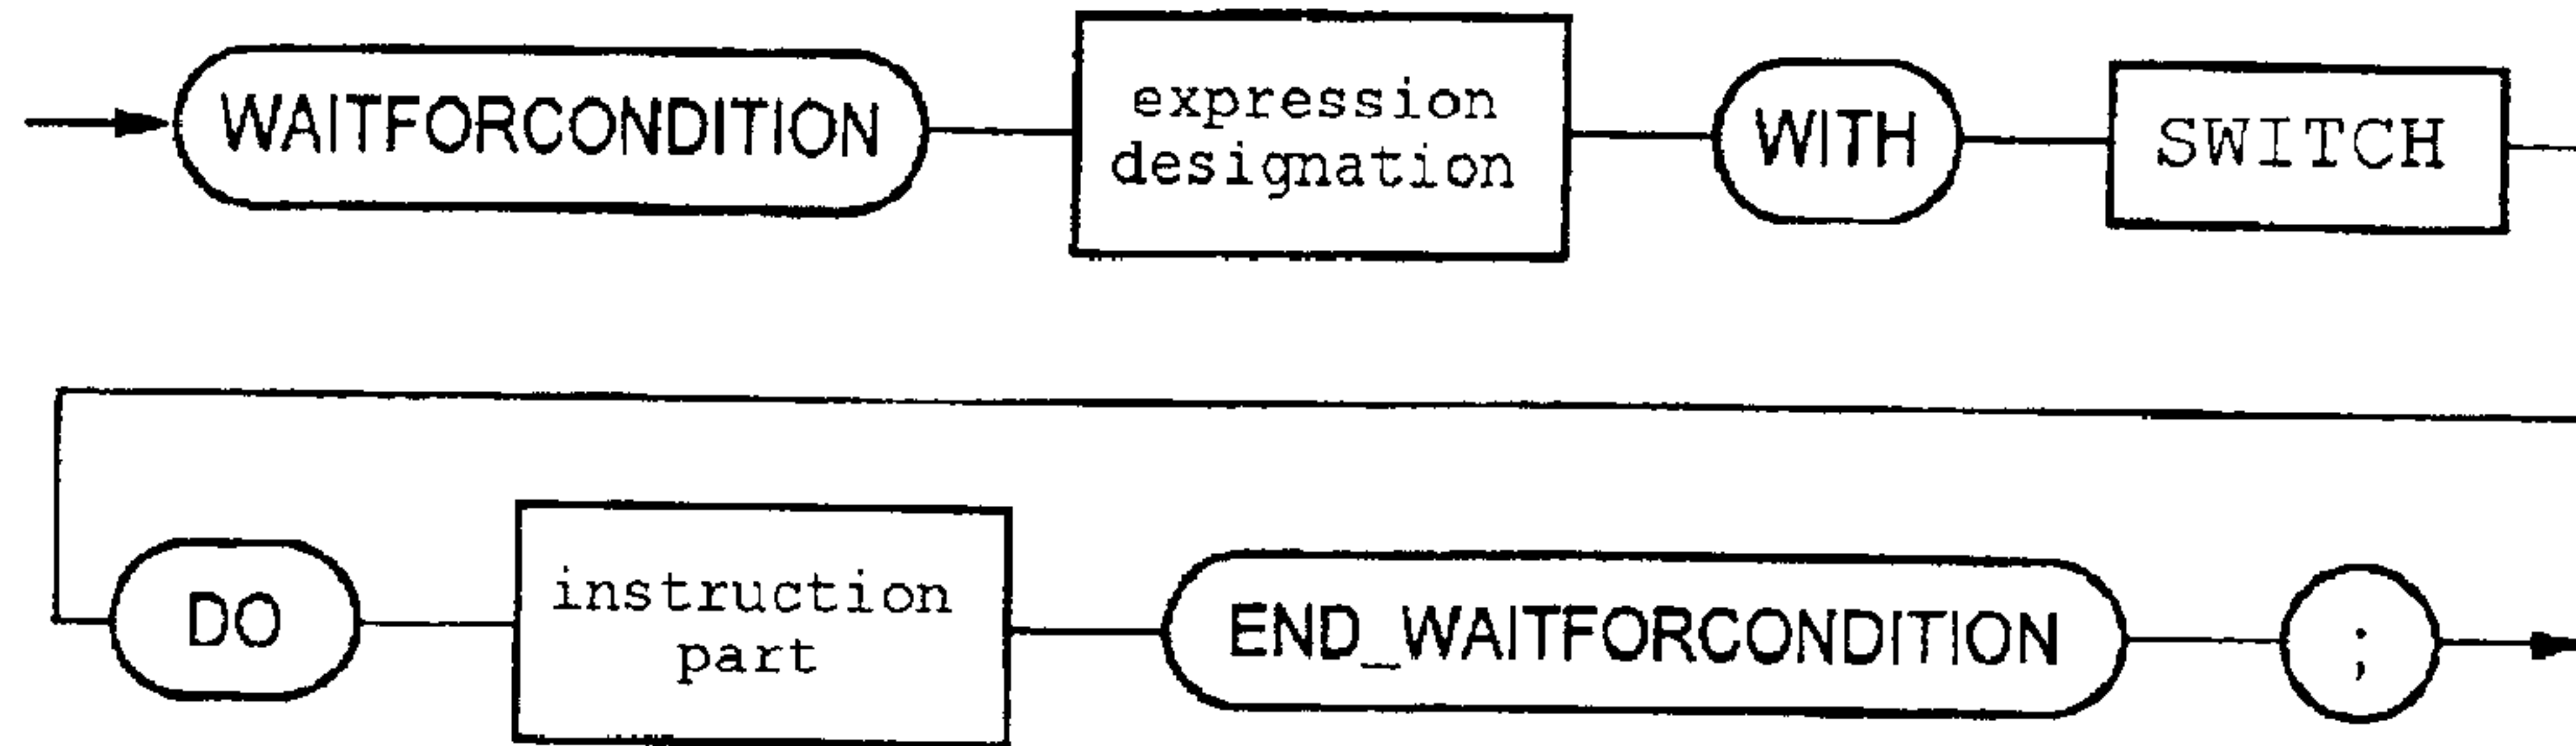 WAITFORCONDITION
expression
designation
WITH
SWITCH
DO
instruction
part
END_WAITFORCONDITION
;